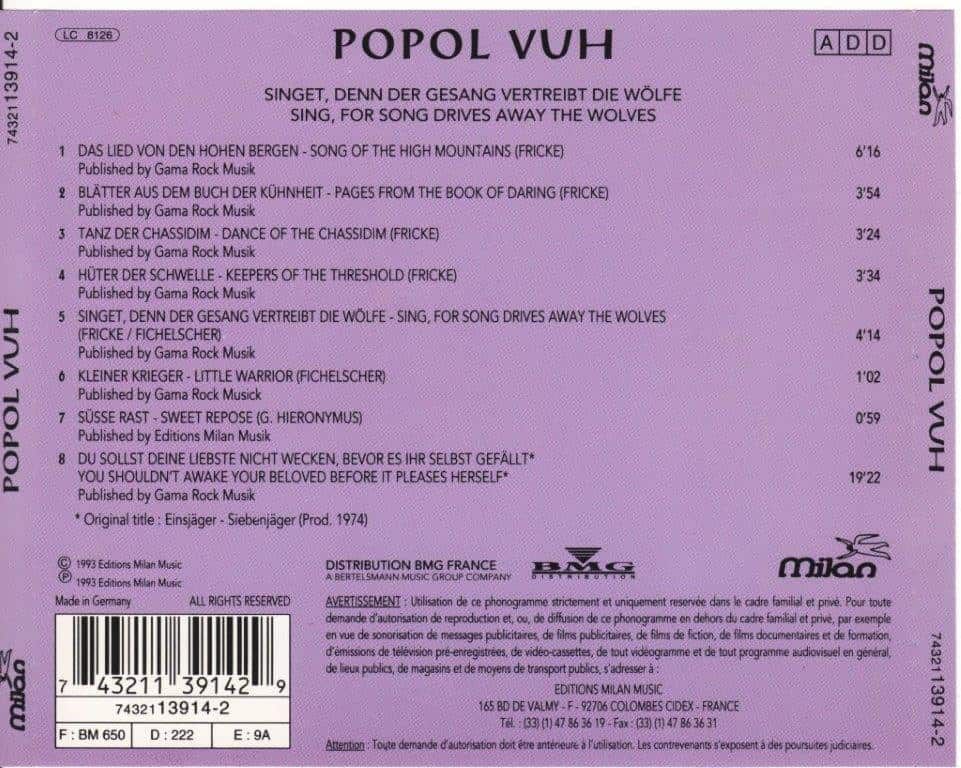 LC 8126
POPOL VUH
ADD
milan
SINGET, DENN DER GESANG VERTREIBT DIE WÖLFE
SING, FOR SONG DRIVES AWAY THE WOLVES
1 DAS LIED VON DEN HOHEN BERGEN - SONG OF THE HIGH MOUNTAINS (FRICKE) 6'16
Published by Gama Rock Musik
2 BLÄTTER AUS DEM BUCH DER KÜHNHEIT - PAGES FROM THE BOOK OF DARING (FRICKE) 3'54
Published by Gama Rock Musik
3 TANZ DER CHASSIDIM - DANCE OF THE CHASSIDIM (FRICKE) 3'24
Published by Gama Rock Musik
4 HÜTER DER SCHWELLE - KEEPERS OF THE THRESHOLD (FRICKE) 3'34
Published by Gama Rock Musik
5 SINGET, DENN DER GESANG VERTREIBT DIE WÖLFE - SING, FOR SONG DRIVES AWAY THE WOLVES
(FRICKE / FICHELSCHER) 4'14
Published by Gama Rock Musik
6 KLEINER KRIEGER - LITTLE WARRIOR (FICHELSCHER) 1'02
Published by Gama Rock Musick
7 SÜSSE RAST - SWEET REPOSE (G. HIERONYMUS) 0'59
Published by Editions Milan Musik
8 DU SOLLST DEINE LIEBSTE NICHT WECKEN, BEVOR ES IHR SELBST GEFÄLLT*
YOU SHOULDN'T AWAKE YOUR BELOVED BEFORE IT PLEASES HERSELF* 19'22
Published by Gama Rock Musik
* Original title : Einsjäger - Siebenjäger (Prod. 1974)
© 1993 Editions Milan Music
℗ 1993 Editions Milan Music
Made in Germany ALL RIGHTS RESERVED
7 43211 39142 9
74321 13914-2
F : BM 650 D : 222 E : 9A
DISTRIBUTION BMG FRANCE
A BERTELSMANN MUSIC GROUP COMPANY
BMG
DISTRIBUTION
milan
AVERTISSEMENT : Utilisation de ce phonogramme strictement et uniquement reservée dans le cadre familial et privé. Pour toute
demande d'autorisation de reproduction et, ou, de diffusion de ce phonogramme en dehors du cadre familial et privé, par exemple
en vue de sonorisation de messages publicitaires, de films publicitaires, de films de fiction, de films documentaires et de formation,
d'émissions de télévision pré-enregistrées, de vidéo-cassettes, de tout vidéogramme et de tout programme audiovisuel en général,
de lieux publics, de magasins et de moyens de transport publics, s'adresser à :
EDITIONS MILAN MUSIC
165 BD DE VALMY - F - 92706 COLOMBES CIDEX - FRANCE
Tél. : (33) (1) 47 86 36 19 - Fax : (33) (1) 47 86 36 31
Attention : Toute demande d'autorisation doit être antérieure à l'utilisation. Les contrevenants s'exposent à des poursuites judiciaires.
74321 13914-2
POPOL VUH
milan
POPOL VUH
74321 13914-2